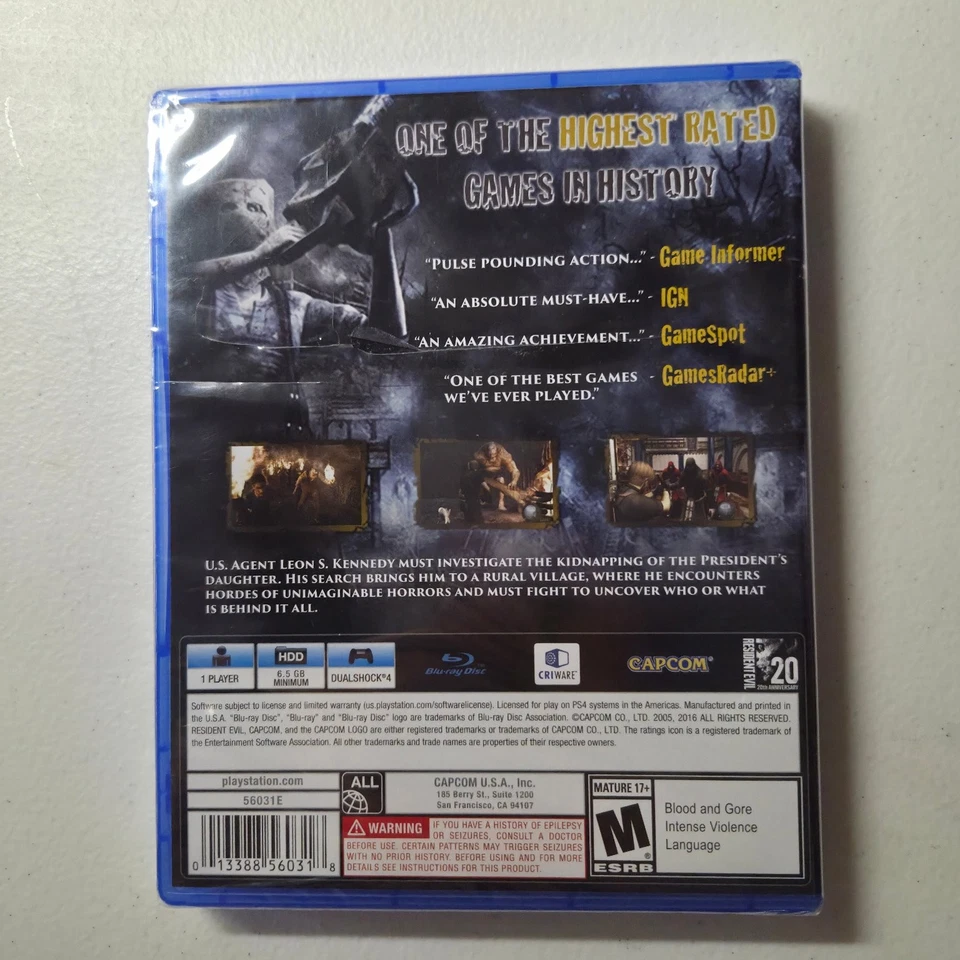 ONE OF THE HIGHEST RATED
GAMES IN HISTORY
“PULSE POUNDING ACTION...” - Game Informer
“AN ABSOLUTE MUST-HAVE...” - IGN
“AN AMAZING ACHIEVEMENT...” - GameSpot
“ONE OF THE BEST GAMES - GamesRadar+
WE’VE EVER PLAYED.”
U.S. AGENT LEON S. KENNEDY MUST INVESTIGATE THE KIDNAPPING OF THE PRESIDENT’S
DAUGHTER. HIS SEARCH BRINGS HIM TO A RURAL VILLAGE, WHERE HE ENCOUNTERS
HORDES OF UNIMAGINABLE HORRORS AND MUST FIGHT TO UNCOVER WHO OR WHAT
IS BEHIND IT ALL.
1 PLAYER
HDD
6.5 GB
MINIMUM
DUALSHOCK®4
Blu-ray Disc™
CRIWARE®
CAPCOM®
RESIDENT EVIL
20
20th ANNIVERSARY
Software subject to license and limited warranty (us.playstation.com/softwarelicense). Licensed for play on PS4 systems in the Americas. Manufactured and printed in
the U.S.A. “Blu-ray Disc”, “Blu-ray” and “Blu-ray Disc” logo are trademarks of Blu-ray Disc Association. ©CAPCOM CO., LTD. 2005, 2016 ALL RIGHTS RESERVED.
RESIDENT EVIL, CAPCOM, and the CAPCOM LOGO are either registered trademarks or trademarks of CAPCOM CO., LTD. The ratings icon is a registered trademark of
the Entertainment Software Association. All other trademarks and trade names are properties of their respective owners.
playstation.com
56031E
0 13388 56031 8
ALL
CAPCOM U.S.A., Inc.
185 Berry St., Suite 1200
San Francisco, CA 94107
WARNING IF YOU HAVE A HISTORY OF EPILEPSY
OR SEIZURES. CONSULT A DOCTOR
BEFORE USE. CERTAIN PATTERNS MAY TRIGGER SEIZURES
WITH NO PRIOR HISTORY. BEFORE USING AND FOR MORE
DETAILS SEE INSTRUCTIONS FOR THIS PRODUCT.
MATURE 17+
M®
ESRB
Blood and Gore
Intense Violence
Language